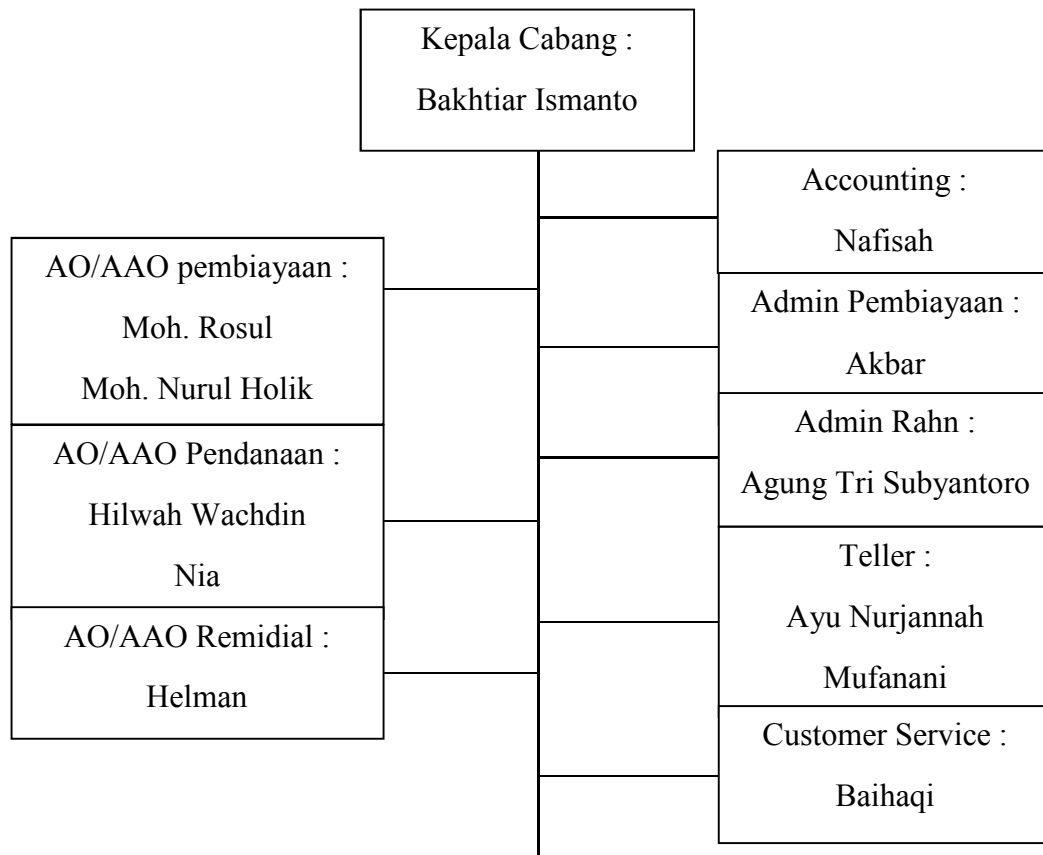 Kepala Cabang :
Bakhtiar Ismanto
Accounting :
Nafisah
AO/AAO pembiayaan :
Moh. Rosul
Moh. Nurul Holik
Admin Pembiayaan :
Akbar
Admin Rahn :
Agung Tri Subyantoro
AO/AAO Pendanaan :
Hilwah Wachdin
Nia
Teller :
Ayu Nurjannah
Mufanani
AO/AAO Remidial :
Helman
Customer Service :
Baihaqi